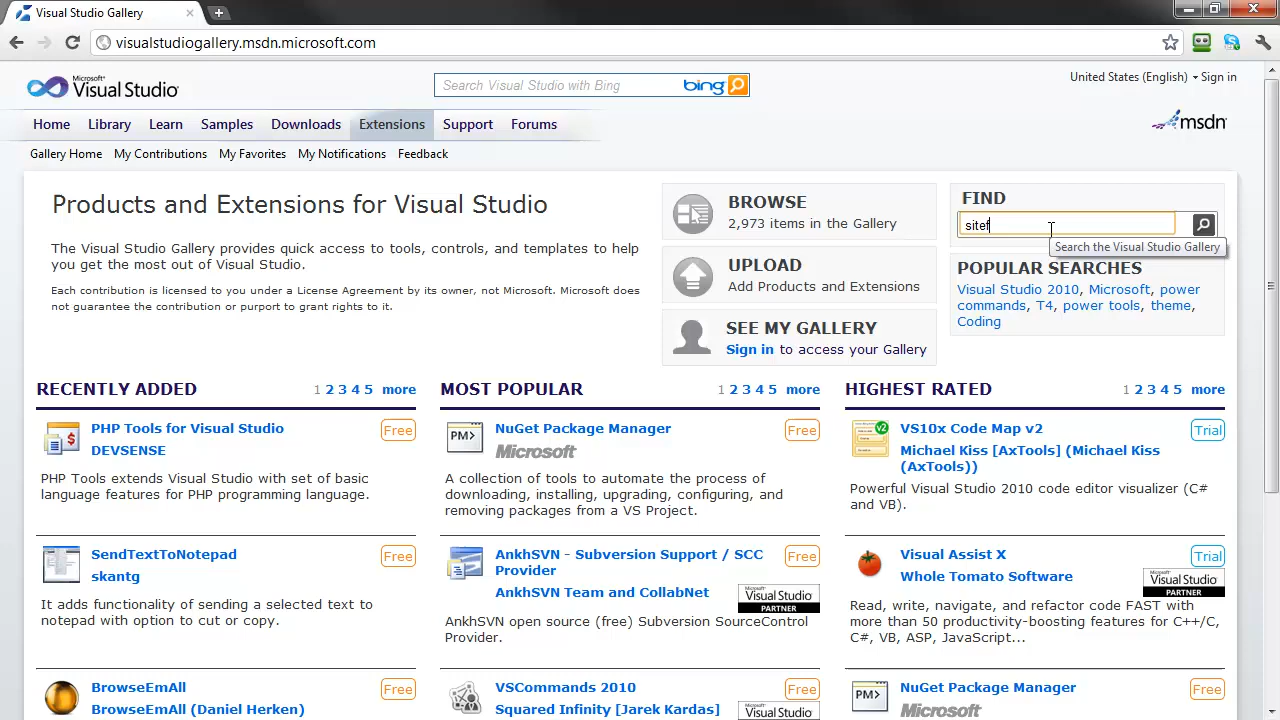 Visual Studio Gallery
visualstudiogallery.msdn.microsoft.com
Microsoft®
Visual Studio®
Search Visual Studio with Bing
bing
United States (English) Sign in
Home Library Learn Samples Downloads Extensions Support Forums
msdn
Gallery Home My Contributions My Favorites My Notifications Feedback
Products and Extensions for Visual Studio
The Visual Studio Gallery provides quick access to tools, controls, and templates to help
you get the most out of Visual Studio.
Each contribution is licensed to you under a License Agreement by its owner, not Microsoft. Microsoft does
not guarantee the contribution or purport to grant rights to it.
BROWSE
2,973 items in the Gallery
UPLOAD
Add Products and Extensions
SEE MY GALLERY
Sign in to access your Gallery
FIND
sitef
Search the Visual Studio Gallery
POPULAR SEARCHES
Visual Studio 2010, Microsoft, power
commands, T4, power tools, theme,
Coding
RECENTLY ADDED 1 2 3 4 5 more
PHP Tools for Visual Studio Free
DEVSENSE
PHP Tools extends Visual Studio with set of basic
language features for PHP programming language.
SendTextToNotepad Free
skantg
It adds functionality of sending a selected text to
notepad with option to cut or copy.
BrowseEmAll Free
BrowseEmAll (Daniel Herken)
MOST POPULAR 1 2 3 4 5 more
PM>
NuGet Package Manager Free
Microsoft
A collection of tools to automate the process of
downloading, installing, upgrading, configuring, and
removing packages from a VS Project.
AnkhSVN - Subversion Support / SCC Free
Provider
AnkhSVN Team and CollabNet
Microsoft®
Visual Studio
PARTNER
AnkhSVN open source (free) Subversion SourceControl
Provider.
VSCommands 2010 Free
Squared Infinity [Jarek Kardas]
Microsoft®
Visual Studio
HIGHEST RATED 1 2 3 4 5 more
v2
VS10x Code Map v2 Trial
Michael Kiss [AxTools] (Michael Kiss
(AxTools))
Powerful Visual Studio 2010 code editor visualizer (C#
and VB).
Visual Assist X Trial
Whole Tomato Software
Microsoft®
Visual Studio
PARTNER
Read, write, navigate, and refactor code FAST with
more than 50 productivity-boosting features for C++/C,
C#, VB, ASP, JavaScript...
PM>
NuGet Package Manager Free
Microsoft